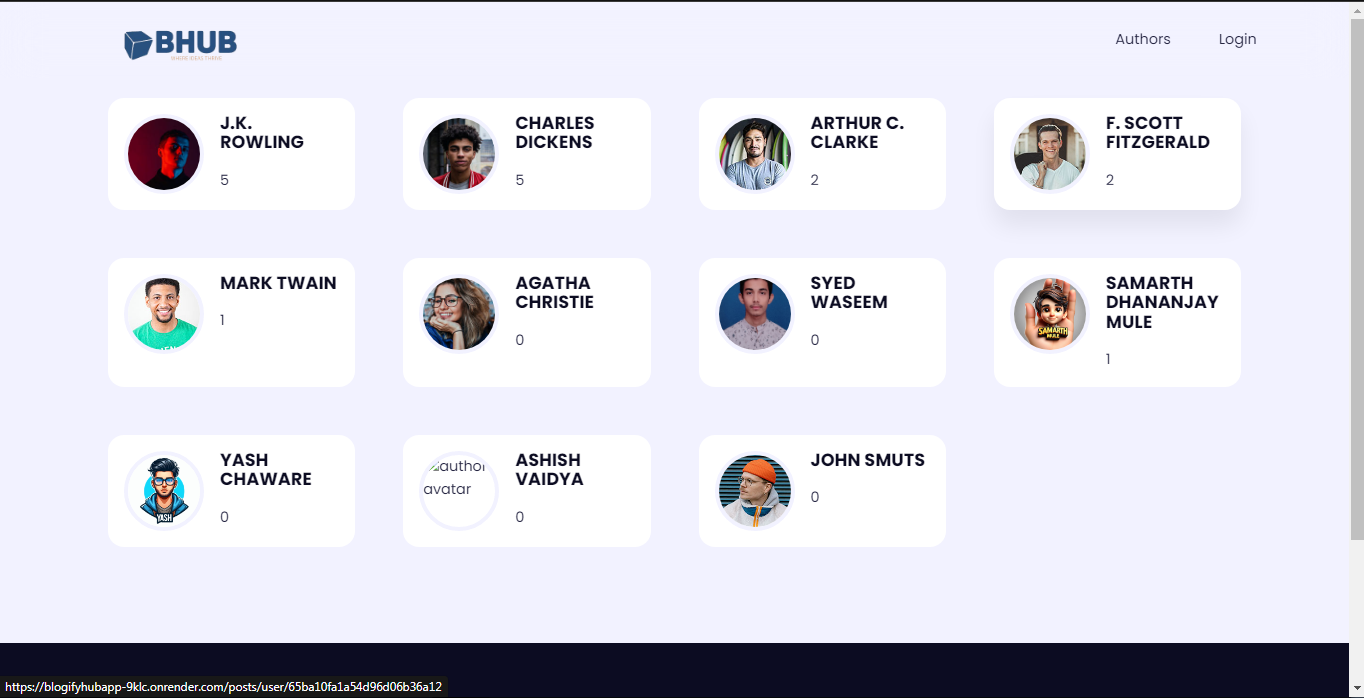 BHUB
WHERE IDEAS THRIVE
Authors
Login
J.K.
ROWLING
5
CHARLES
DICKENS
5
ARTHUR C.
CLARKE
2
F. SCOTT
FITZGERALD
2
MARK TWAIN
1
AGATHA
CHRISTIE
0
SYED
WASEEM
0
SAMARTH
DHANANJAY
MULE
1
SAMARTH
MULE
YASH
CHAWARE
0
YASH
author
avatar
ASHISH
VAIDYA
0
JOHN SMUTS
0
https://blogifyhubapp-9klc.onrender.com/posts/user/65ba10fa1a54d96d06b36a12